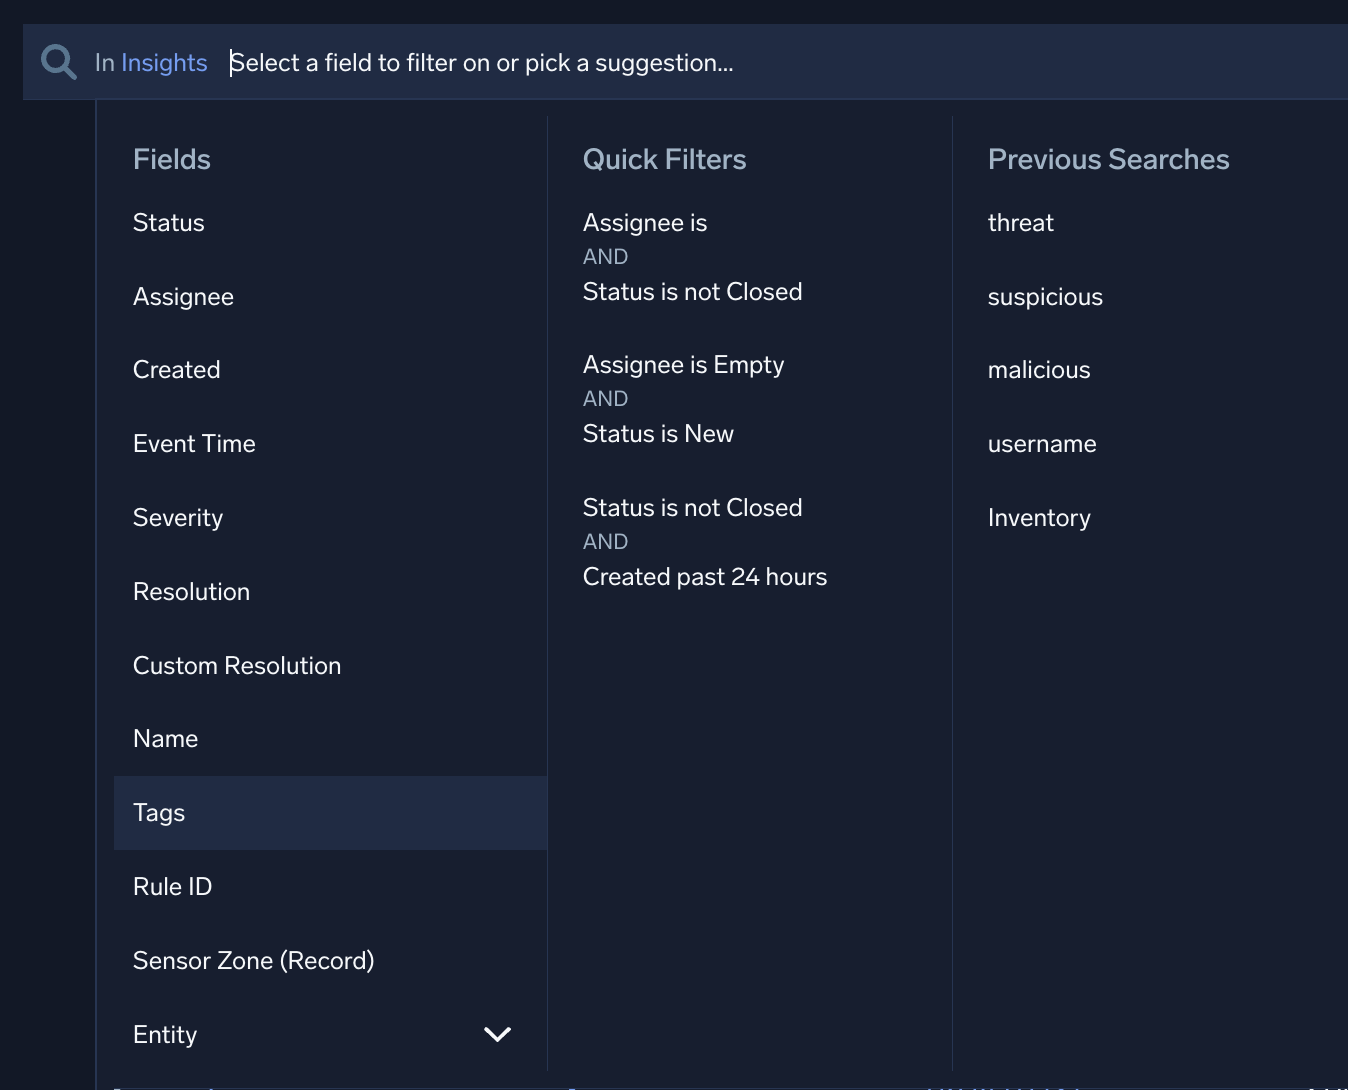 In Insights Select a field to filter on or pick a suggestion...
Fields
Status
Assignee
Created
Event Time
Severity
Resolution
Custom Resolution
Name
Tags
Rule ID
Sensor Zone (Record)
Entity
Quick Filters
Assignee is
AND
Status is not Closed
Assignee is Empty
AND
Status is New
Status is not Closed
AND
Created past 24 hours
Previous Searches
threat
suspicious
malicious
username
Inventory